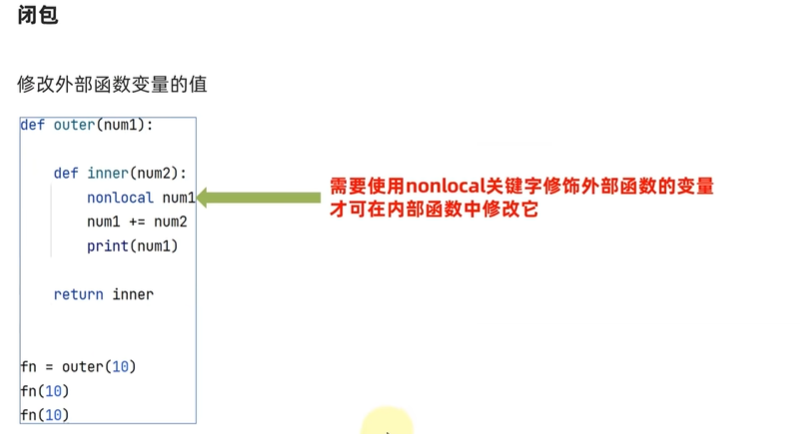 闭包
修改外部函数变量的值
def outer(num1):
    def inner(num2):
        nonlocal num1
        num1 += num2
        print(num1)
    return inner
fn = outer(10)
fn(10)
fn(10)
需要使用nonlocal关键字修饰外部函数的变量
才可在内部函数中修改它